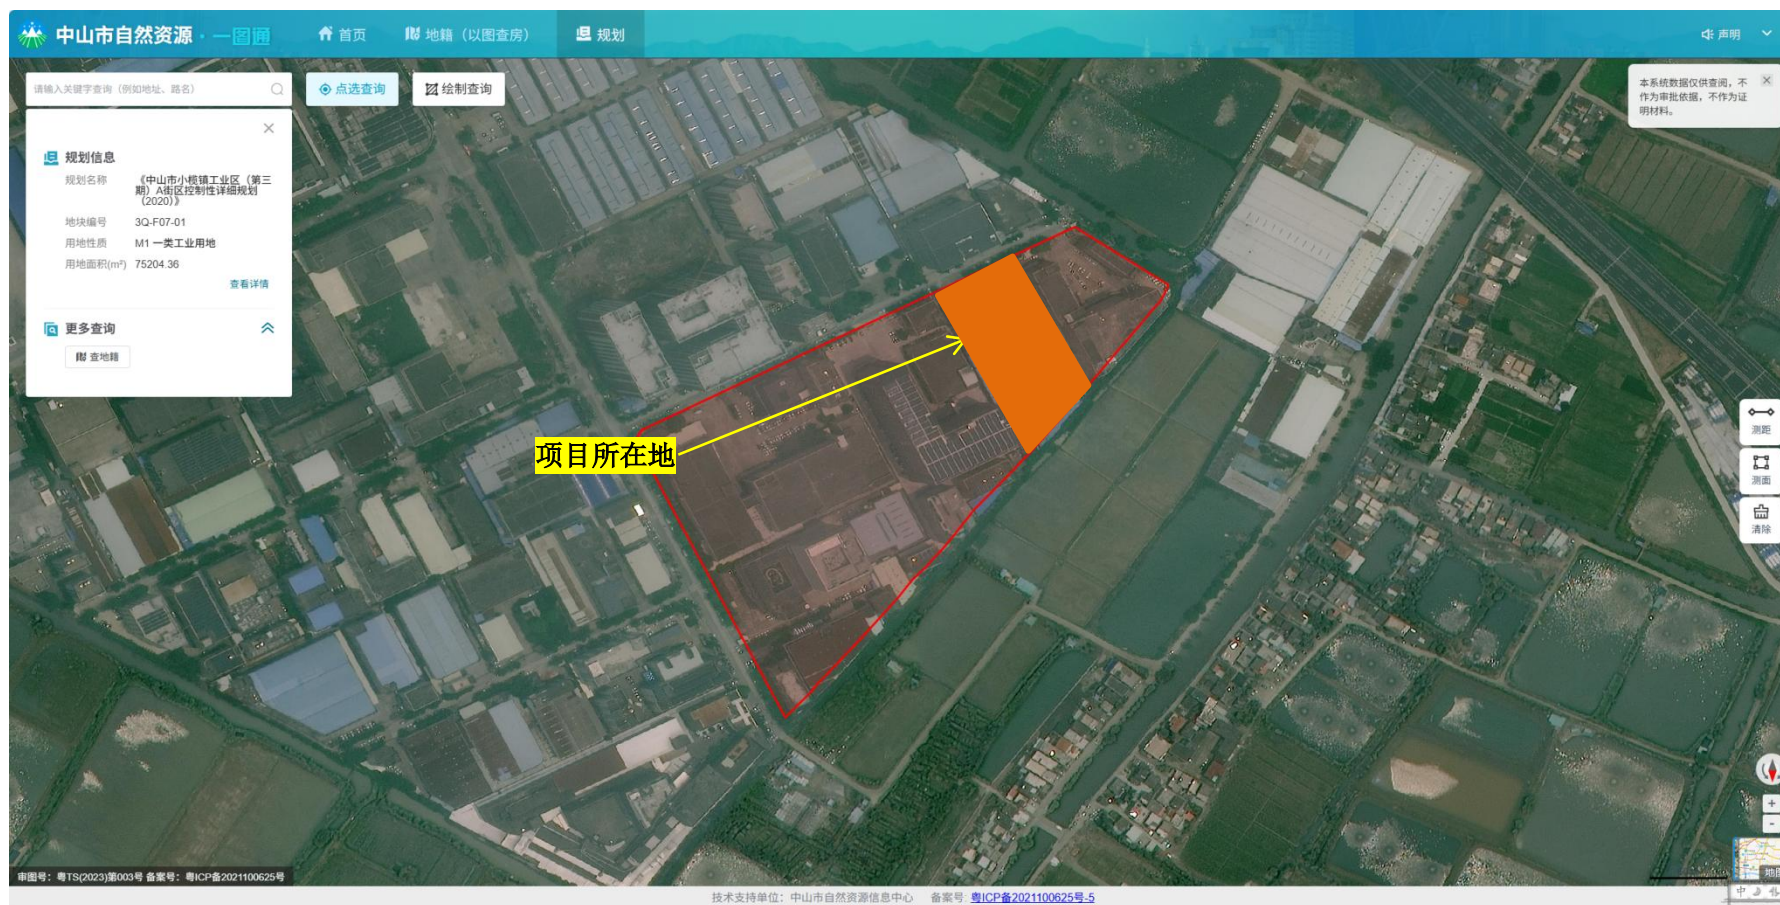 中山市自然资源·一图通
首页
地籍（以图查房）
规划
声明
请输入关键字查询（例如地址、路名）
点选查询
绘制查询
本系统数据仅供查阅，不
作为审批依据，不作为证
明材料。
规划信息
规划名称
《中山市小榄镇工业区（第三
期）A街区控制性详细规划
（2020）》
地块编号 3Q-F07-01
用地性质 M1 一类工业用地
用地面积(m²) 75204.36
查看详情
更多查询
查地籍
项目所在地
测距
测面
清除
+
-
地图
审图号：粤TS(2023)第003号 备案号：粤ICP备2021100625号
技术支持单位：中山市自然资源信息中心 备案号: 粤ICP备2021100625号-5
中